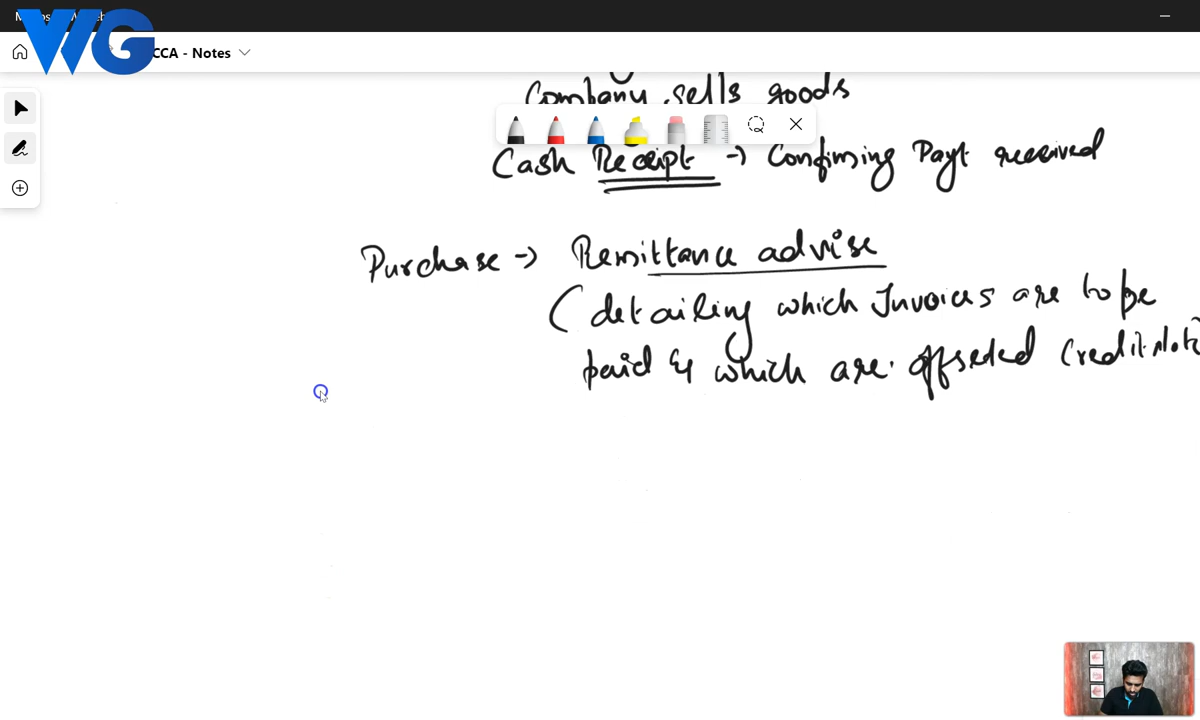 WG
CCA - Notes
Company sells goods
Cash Receipt -> Confirming Payt received
Purchase -> Remittance advise
( detailing which Invoices are to be
paid & which are offseted Credit Note